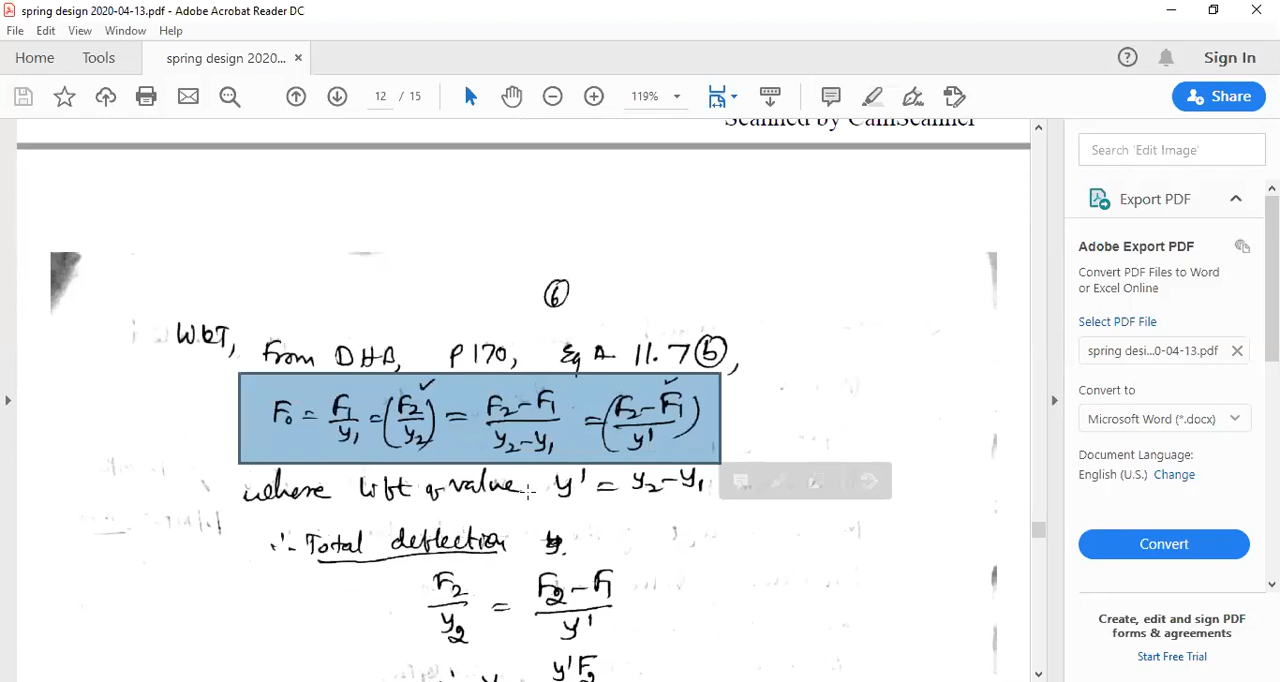 spring design 2020-04-13.pdf - Adobe Acrobat Reader DC
File Edit View Window Help
Home Tools spring design 2020... × Sign In
12 / 15 119% Share
Scanned by CamScanner
6
WKT, From DHB, P 170, Eqn 11.7 b,
F₀ = F₁/y₁ = (F₂/y₂) ✓ = (F₂-F₁)/(y₂-y₁) = ((F₂-F₁)/y') ✓
where value y' = y₂-y₁
∴ Total deflection
F₂/y₂ = (F₂-F₁)/y'
y'F₂
Search 'Edit Image'
Export PDF
Adobe Export PDF
Convert PDF Files to Word
or Excel Online
Select PDF File
spring desi...0-04-13.pdf ×
Convert to
Microsoft Word (*.docx)
Document Language:
English (U.S.) Change
Convert
Create, edit and sign PDF
forms & agreements
Start Free Trial